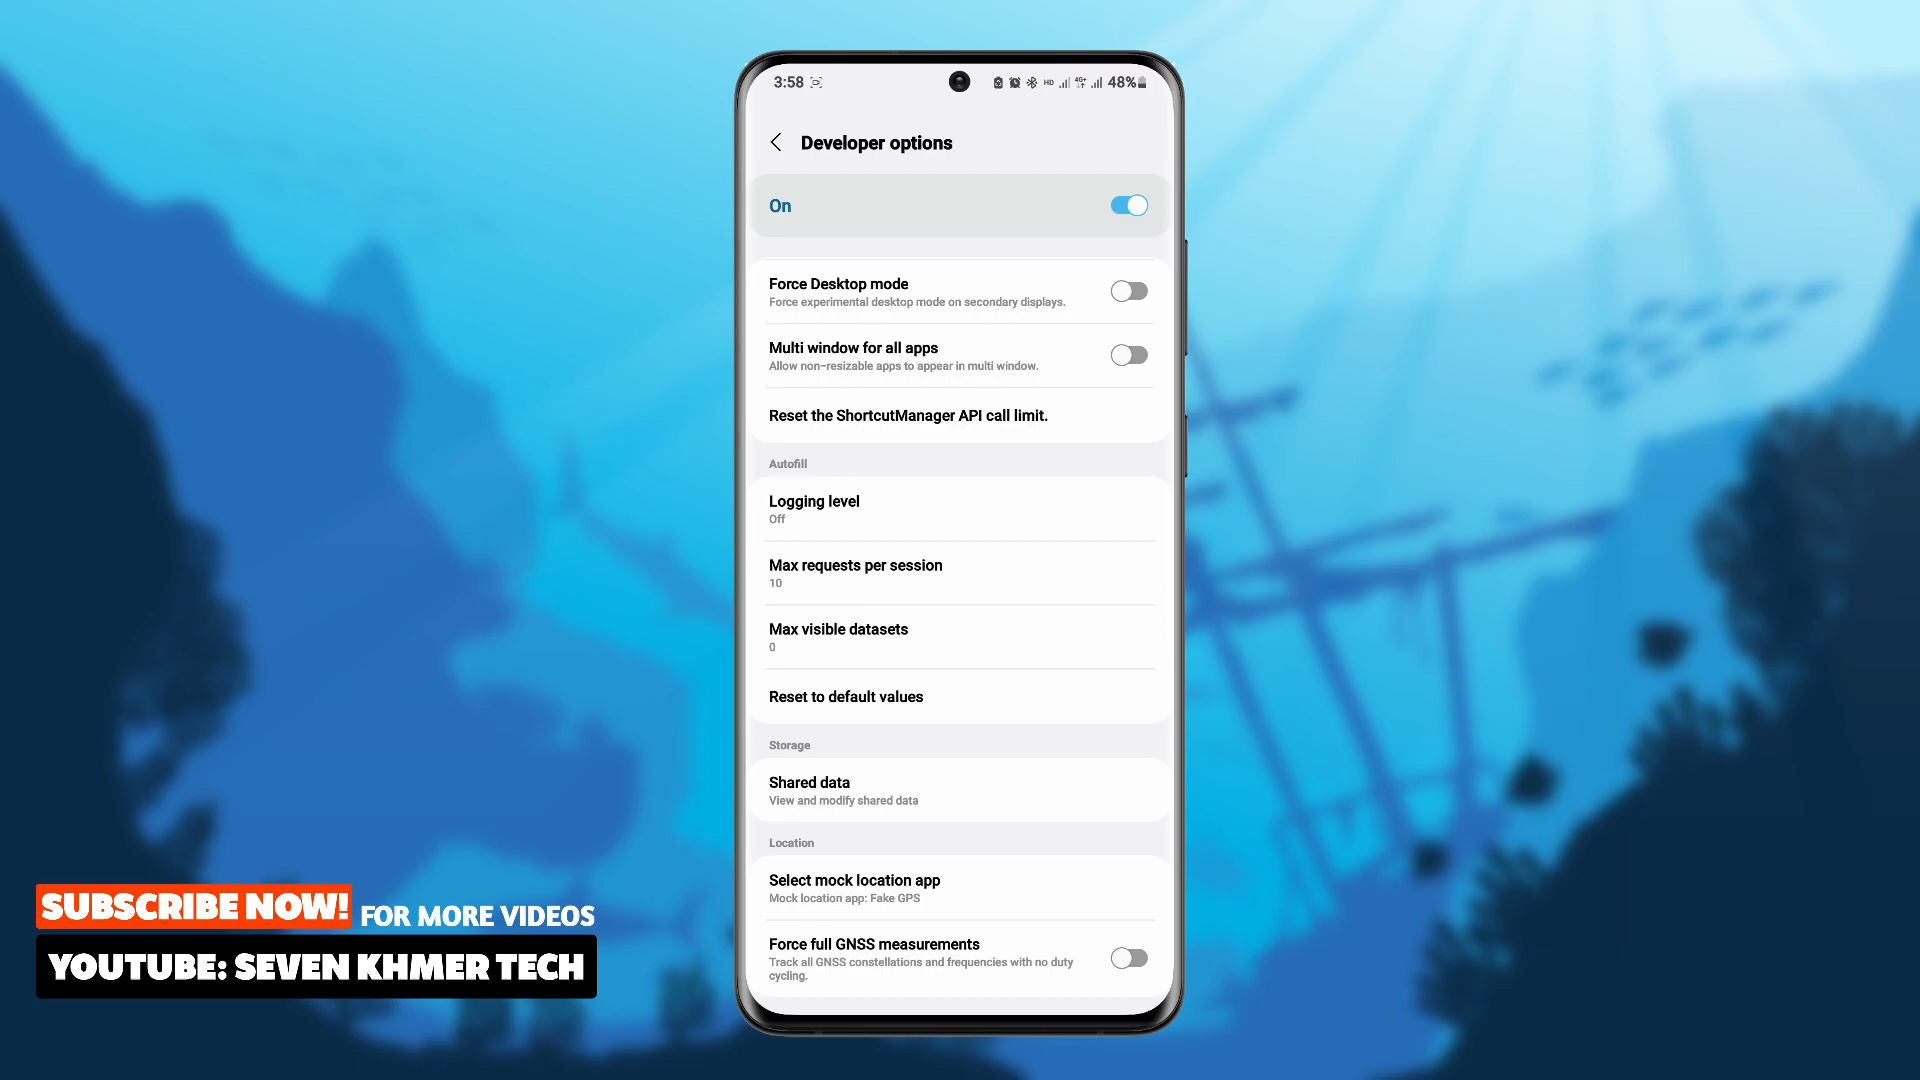 3:58
HD 4G+ 48%
Developer options
On
Force Desktop mode
Force experimental desktop mode on secondary displays.
Multi window for all apps
Allow non-resizable apps to appear in multi window.
Reset the ShortcutManager API call limit.
Autofill
Logging level
Off
Max requests per session
10
Max visible datasets
0
Reset to default values
Storage
Shared data
View and modify shared data
Location
Select mock location app
Mock location app: Fake GPS
Force full GNSS measurements
Track all GNSS constellations and frequencies with no duty
cycling.
SUBSCRIBE NOW! FOR MORE VIDEOS
YOUTUBE: SEVEN KHMER TECH